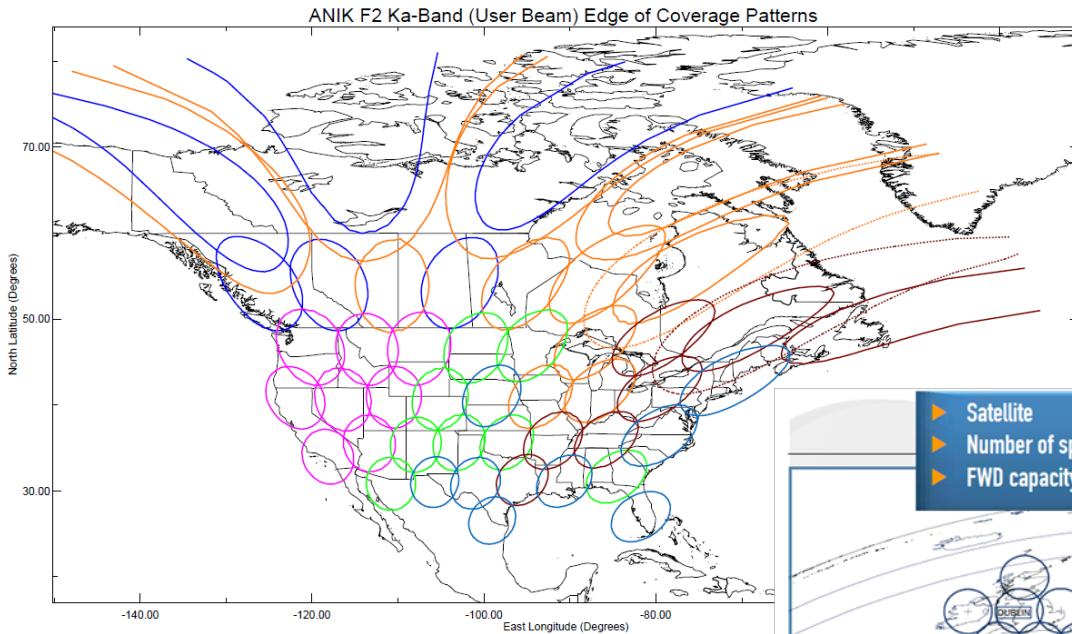 ANIK F2 Ka-Band (User Beam) Edge of Coverage Patterns
70.00
50.00
30.00
North Latitude (Degrees)
-140.00
-120.00
-100.00
-80.00
East Longitude (Degrees)
Satellite
Number of
FWD capacity
DUBLIN